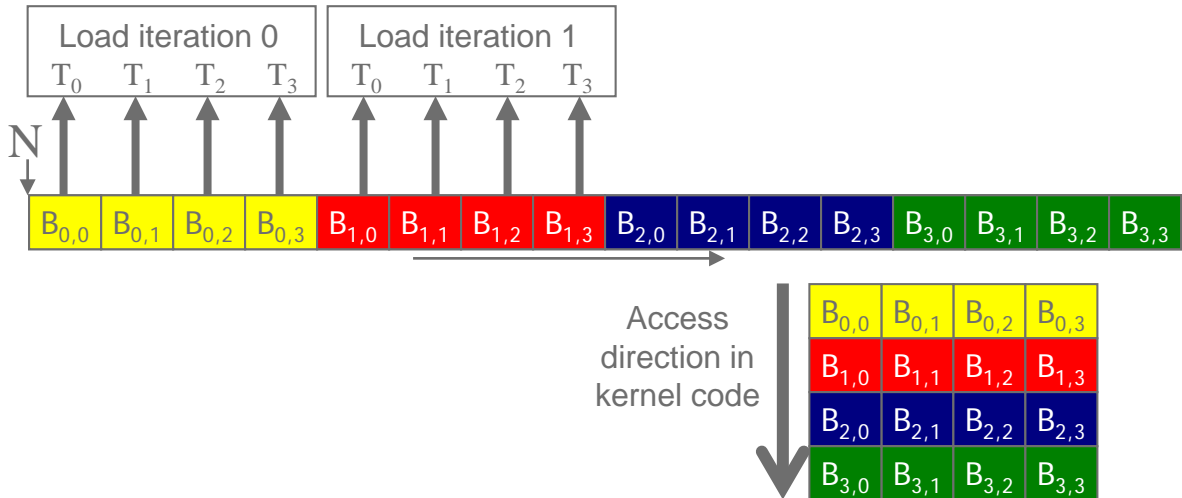 Load iteration 0 Load iteration 1
T0 T1 T2 T3 T0 T1 T2 T3
N
B0,0 B0,1 B0,2 B0,3 B1,0 B1,1 B1,2 B1,3 B2,0 B2,1 B2,2 B2,3 B3,0 B3,1 B3,2 B3,3
Access
direction in
kernel code
B0,0 B0,1 B0,2 B0,3
B1,0 B1,1 B1,2 B1,3
B2,0 B2,1 B2,2 B2,3
B3,0 B3,1 B3,2 B3,3